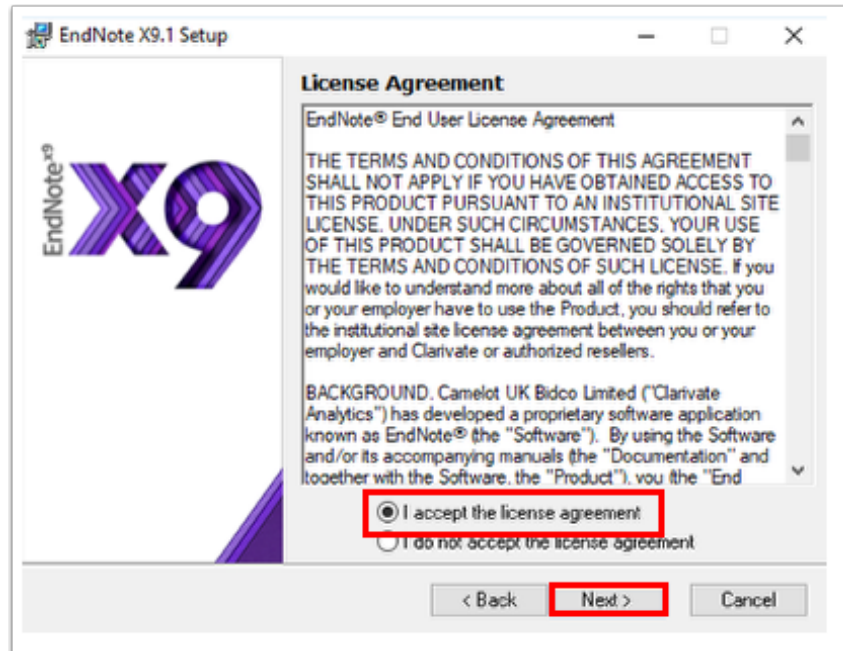 EndNote X9.1 Setup
EndNote X9
X9
License Agreement
EndNote® End User License Agreement
THE TERMS AND CONDITIONS OF THIS AGREEMENT
SHALL NOT APPLY IF YOU HAVE OBTAINED ACCESS TO
THIS PRODUCT PURSUANT TO AN INSTITUTIONAL SITE
LICENSE. UNDER SUCH CIRCUMSTANCES, YOUR USE
OF THIS PRODUCT SHALL BE GOVERNED SOLELY BY
THE TERMS AND CONDITIONS OF SUCH LICENSE. If you
would like to understand more about all of the rights that you
or your employer have to use the Product, you should refer to
the institutional site license agreement between you or your
employer and Clarivate or authorized resellers.
BACKGROUND. Camelot UK Bidco Limited ("Clarivate
Analytics") has developed a proprietary software application
known as EndNote® (the "Software"). By using the Software
and/or its accompanying manuals (the "Documentation" and
together with the Software, the "Product"), you (the "End
I accept the license agreement
I do not accept the license agreement
< Back
Next >
Cancel